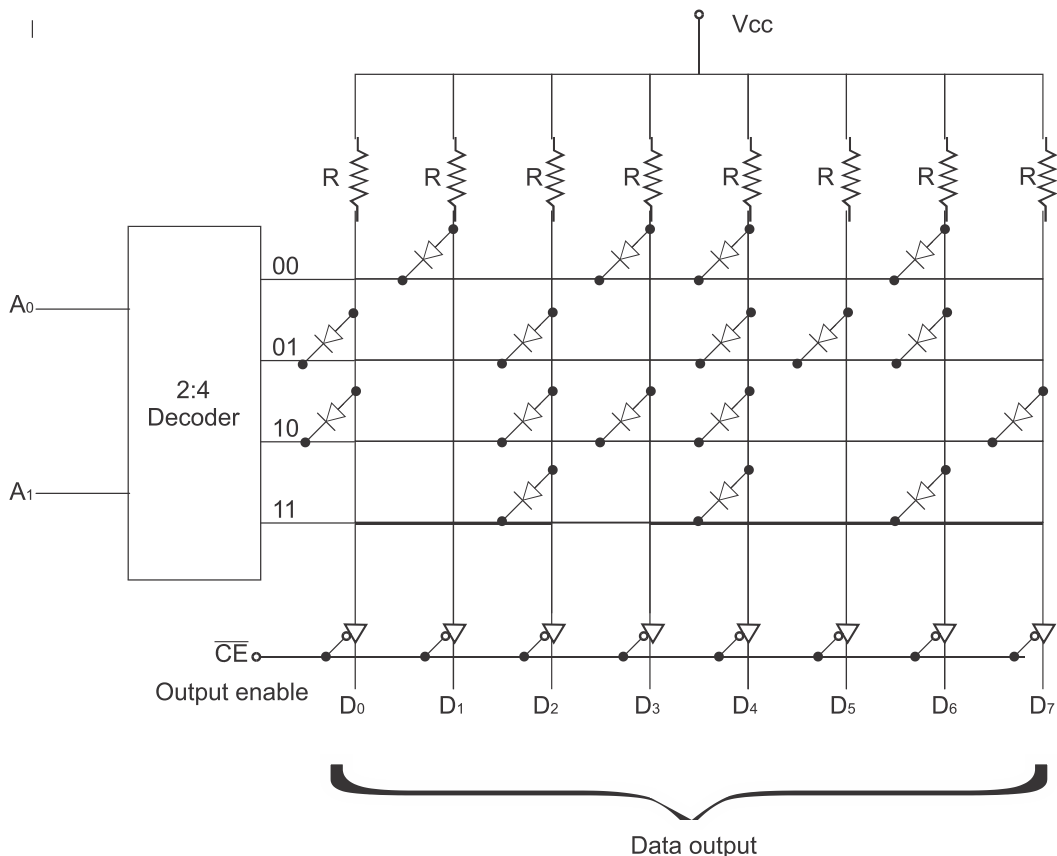 Vcc
R R R R R R R R
00
A0
01
2:4
Decoder
10
A1
11
CE
Output enable
D0 D1 D2 D3 D4 D5 D6 D7
Data output